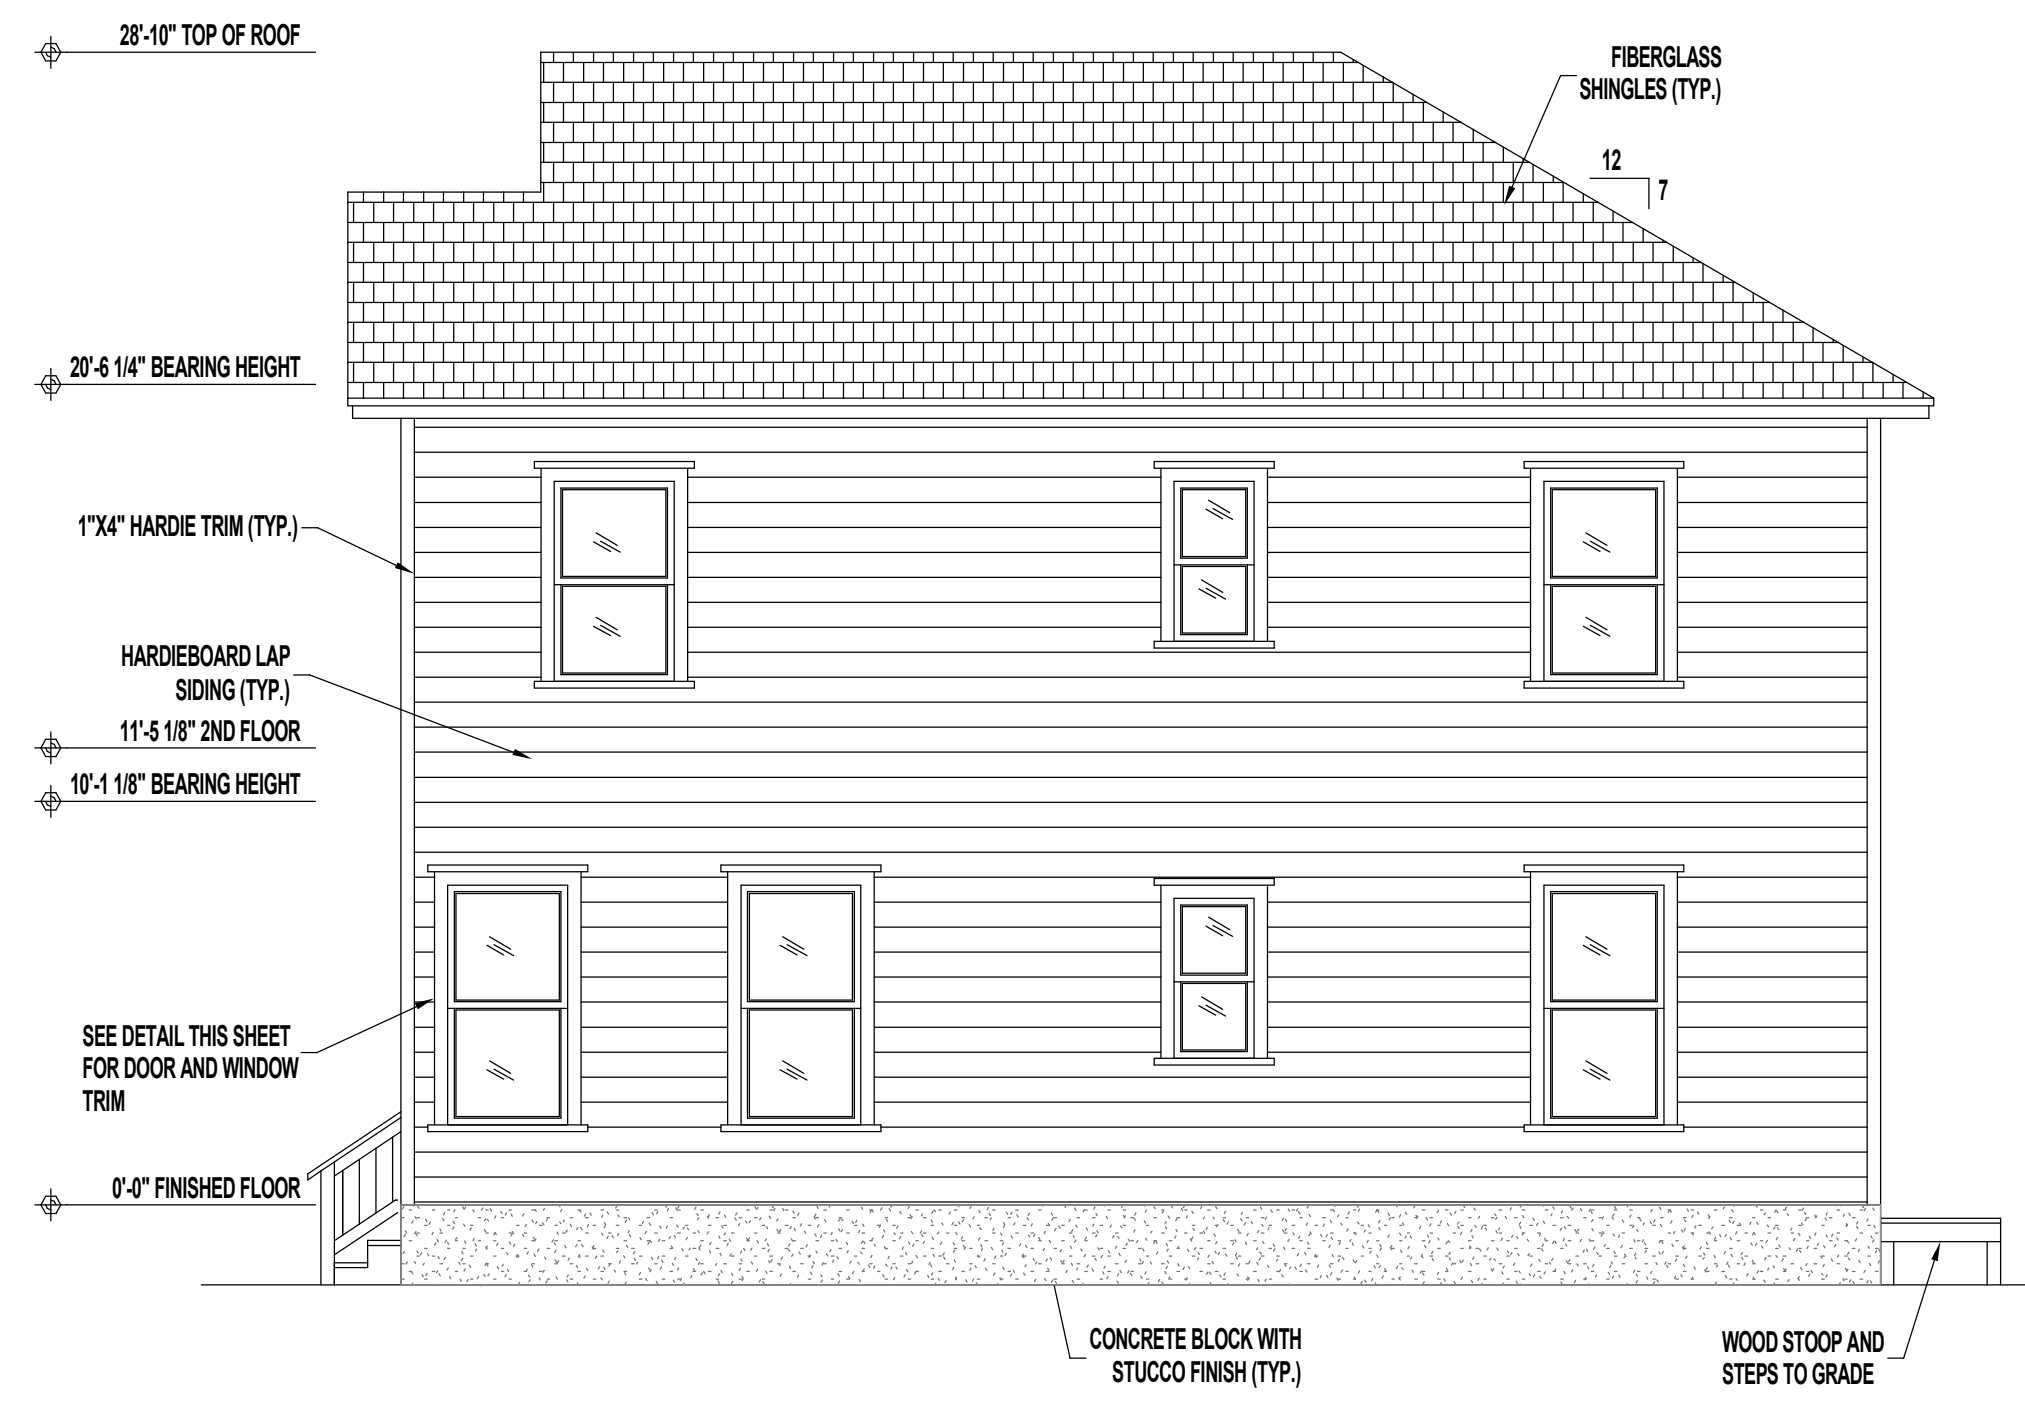 28'-10" TOP OF ROOF
FIBERGLASS
SHINGLES (TYP.)
12
7
20'-6 1/4" BEARING HEIGHT
1"X4" HARDIE TRIM (TYP.)
HARDIEBOARD LAP
SIDING (TYP.)
11'-5 1/8" 2ND FLOOR
10'-1 1/8" BEARING HEIGHT
SEE DETAIL THIS SHEET
FOR DOOR AND WINDOW
TRIM
0'-0" FINISHED FLOOR
CONCRETE BLOCK WITH
STUCCO FINISH (TYP.)
WOOD STOOP AND
STEPS TO GRADE